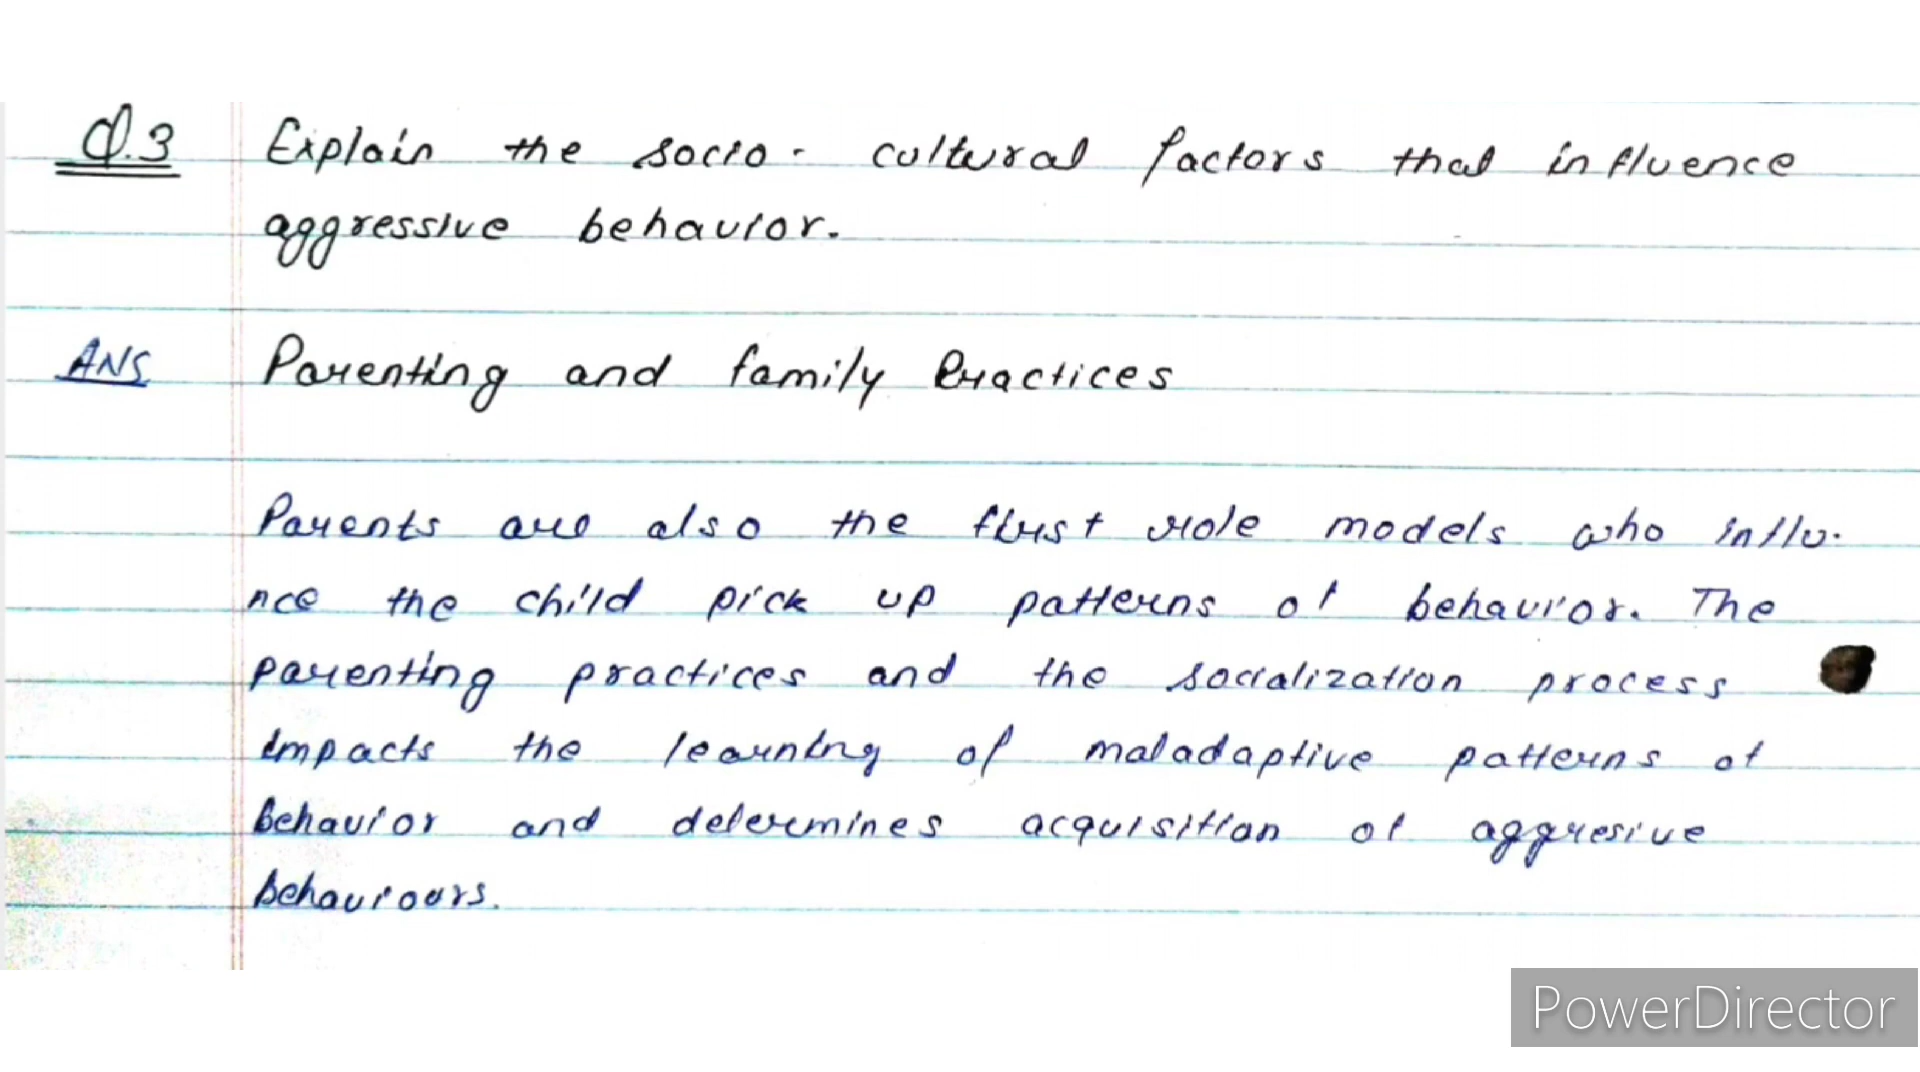 Q.3 Explain the socio- cultural factors that influence
aggressive behavior.
ANS Parenting and family Practices
Parents are also the first role models who influ-
nce the child pick up patterns of behavior. The
parenting practices and the socialization process
impacts the learning of maladaptive patterns of
behavior and determines acquisition of aggresive
behaviours.
PowerDirector